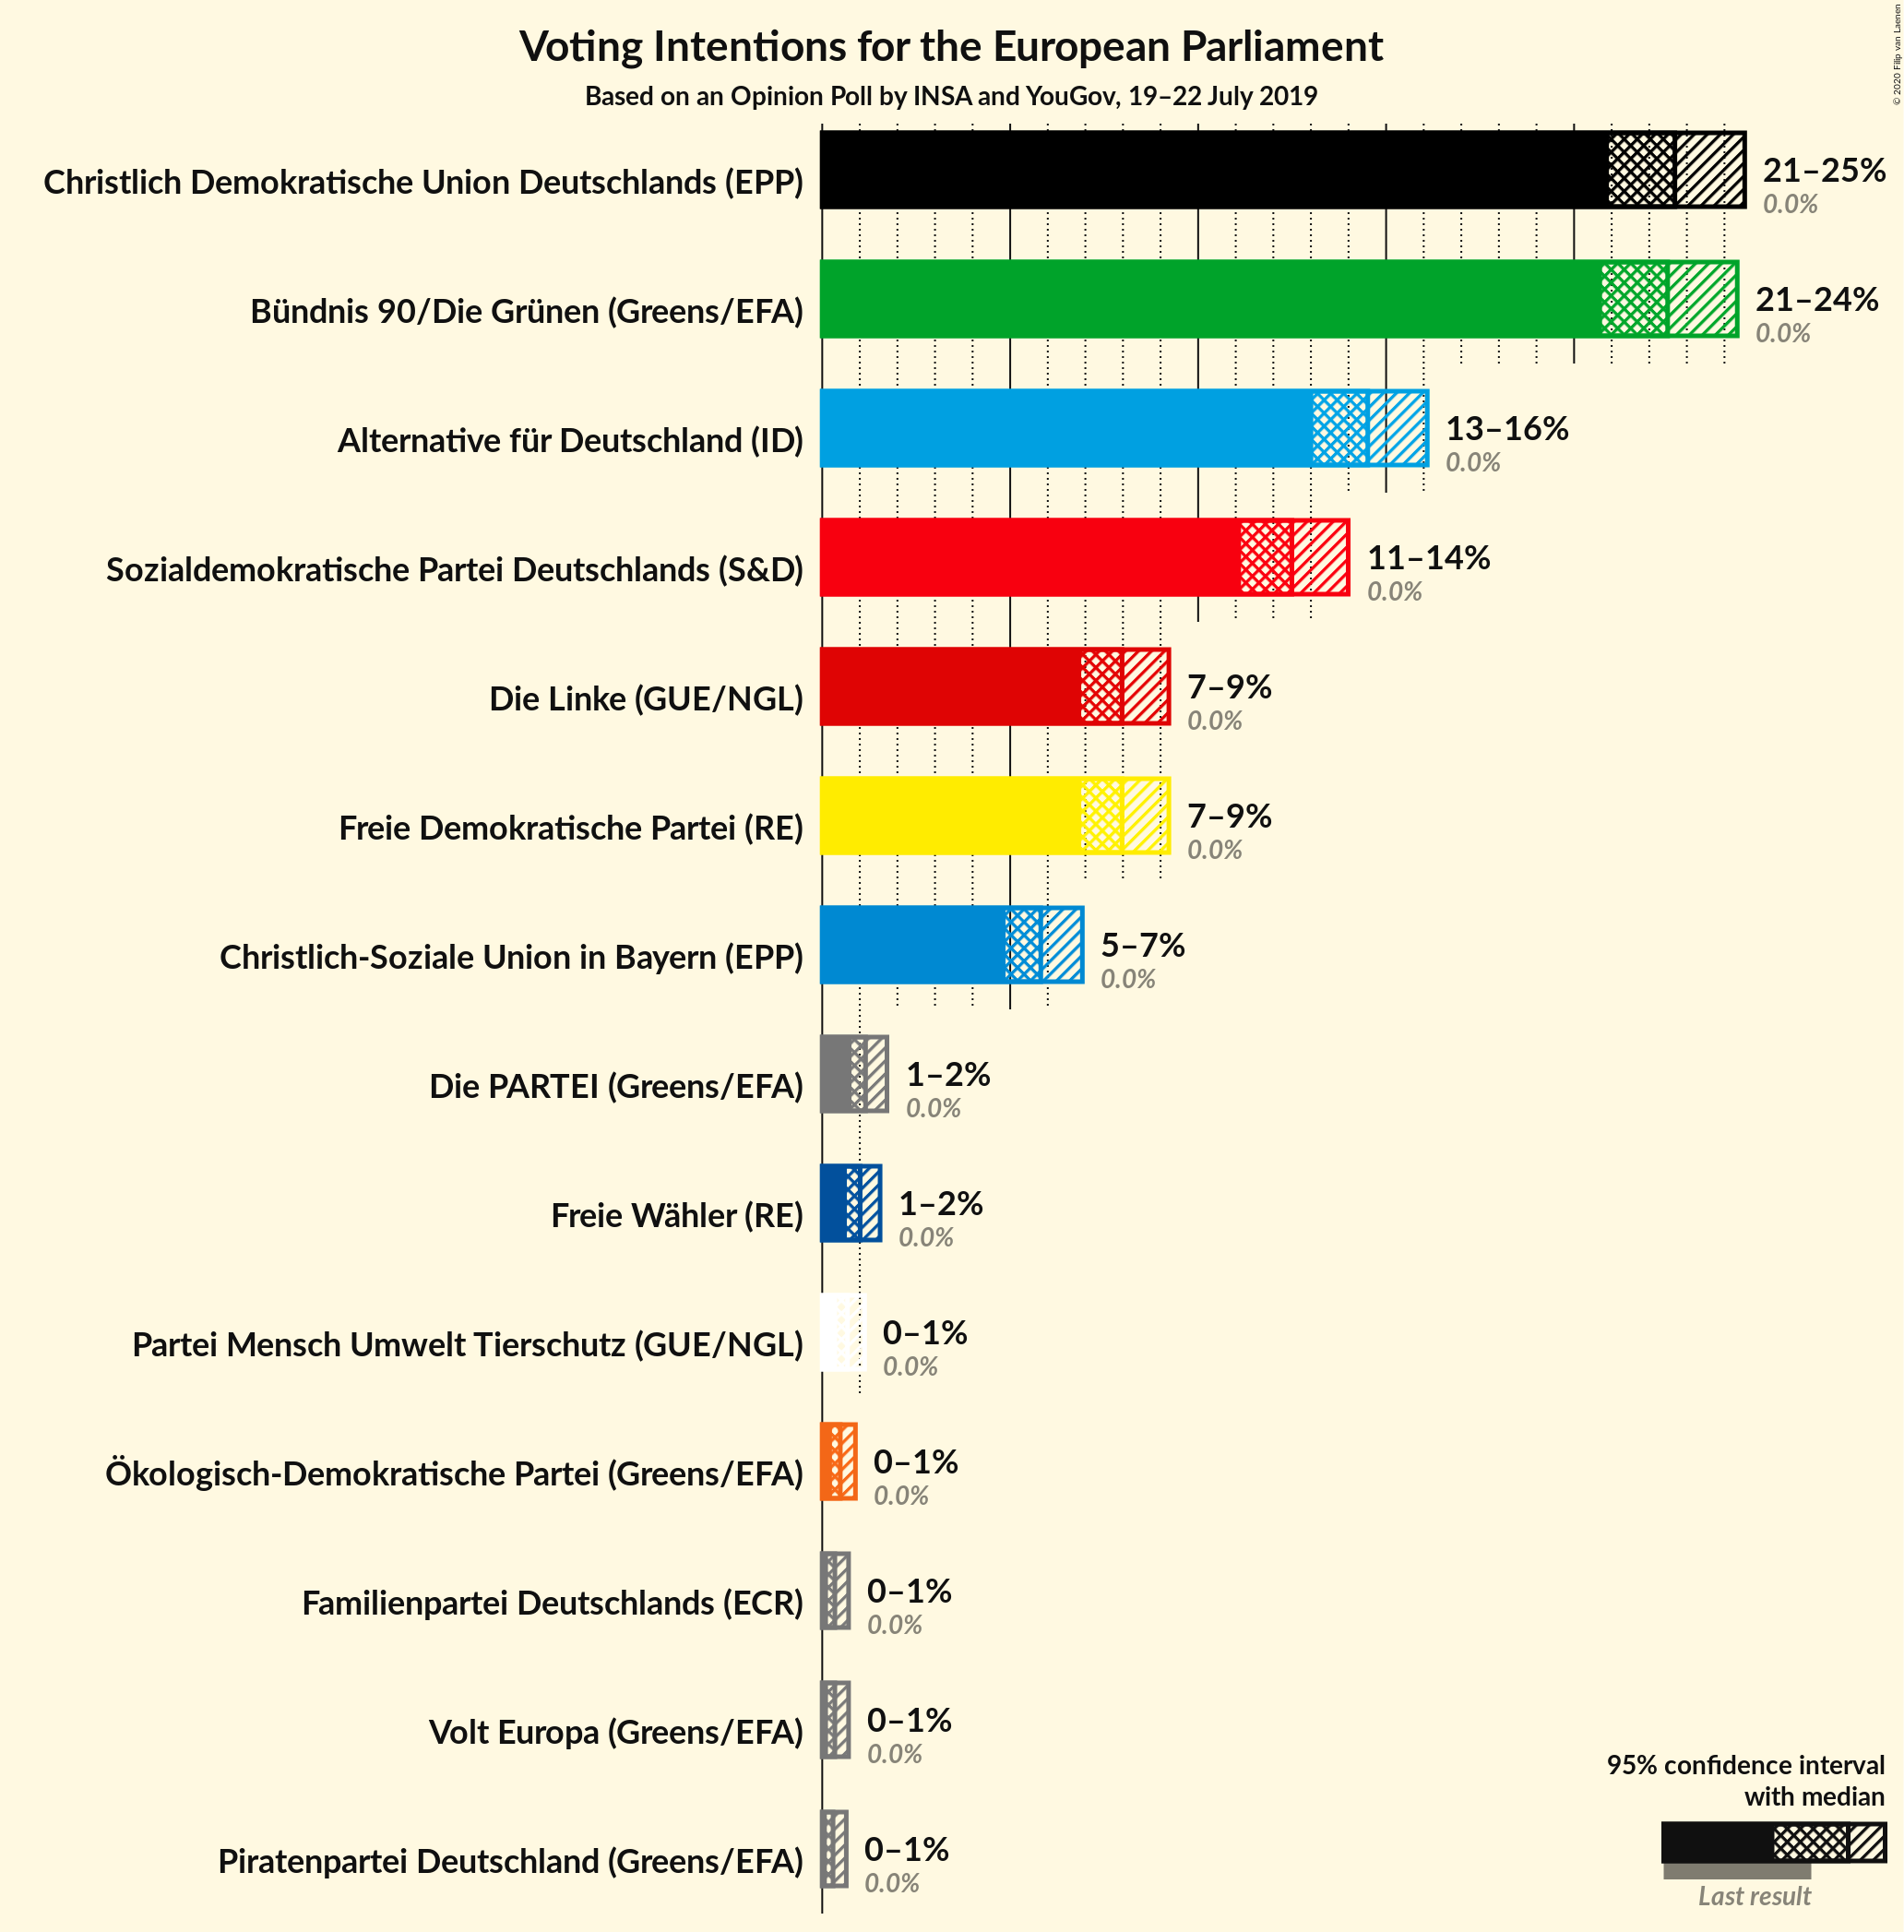 Voting Intentions for the European Parliament
Based on an Opinion Poll by INSA and YouGov, 19–22 July 2019
© 2020 Filip van Laenen
Christlich Demokratische Union Deutschlands (EPP)
21–25%
0.0%
Bündnis 90/Die Grünen (Greens/EFA)
21–24%
0.0%
Alternative für Deutschland (ID)
13–16%
0.0%
Sozialdemokratische Partei Deutschlands (S&D)
11–14%
0.0%
Die Linke (GUE/NGL)
7–9%
0.0%
Freie Demokratische Partei (RE)
7–9%
0.0%
Christlich-Soziale Union in Bayern (EPP)
5–7%
0.0%
Die PARTEI (Greens/EFA)
1–2%
0.0%
Freie Wähler (RE)
1–2%
0.0%
Partei Mensch Umwelt Tierschutz (GUE/NGL)
0–1%
0.0%
Ökologisch-Demokratische Partei (Greens/EFA)
0–1%
0.0%
Familienpartei Deutschlands (ECR)
0–1%
0.0%
Volt Europa (Greens/EFA)
0–1%
0.0%
Piratenpartei Deutschland (Greens/EFA)
0–1%
0.0%
95% confidence interval
with median
Last result